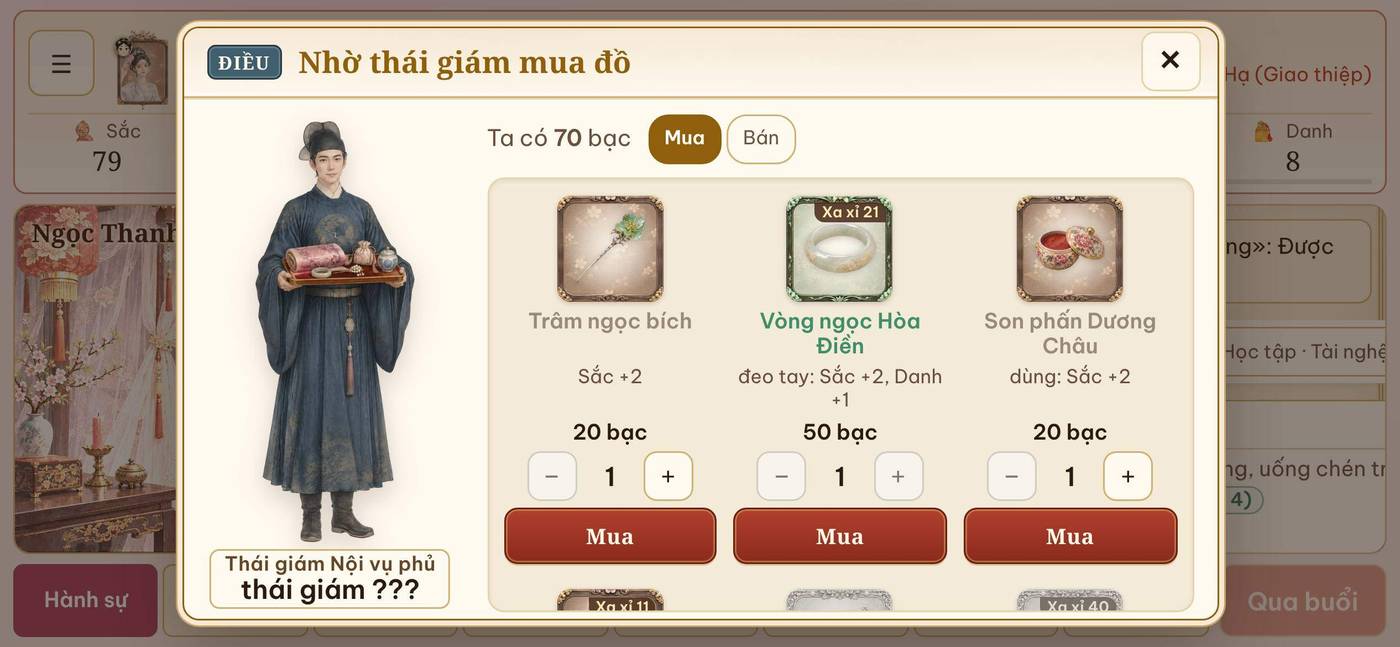 ĐIỀU
Nhờ thái giám mua đồ
Hạ (Giao thiệp)
Sắc
79
Danh
8
Ngọc Thanh
Ta có 70 bạc
Mua
Bán
Xa xỉ 21
Trâm ngọc bích
Vòng ngọc Hòa
Điền
Son phấn Dương
Châu
Sắc +2
đeo tay: Sắc +2, Danh
+1
dùng: Sắc +2
20 bạc
50 bạc
20 bạc
1
1
1
Mua
Mua
Mua
Xa xỉ 11
Xa xỉ 40
Thái giám Nội vụ phủ
thái giám ???
ng»: Được
Học tập · Tài nghệ
ng, uống chén
4)
Hành sự
Qua buổi